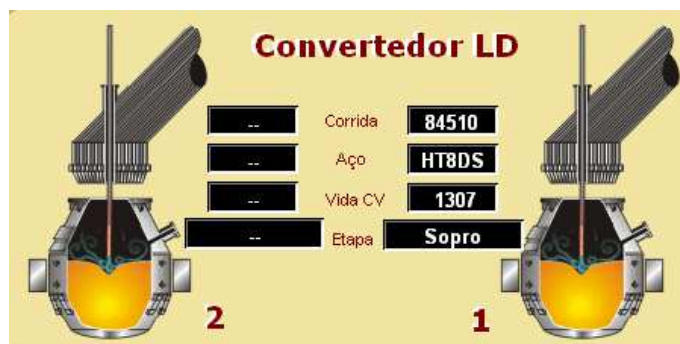 Convertedor LD
-- Corrida 84510
-- Aço HT8DS
-- Vida CV 1307
-- Etapa Sopro
2 1